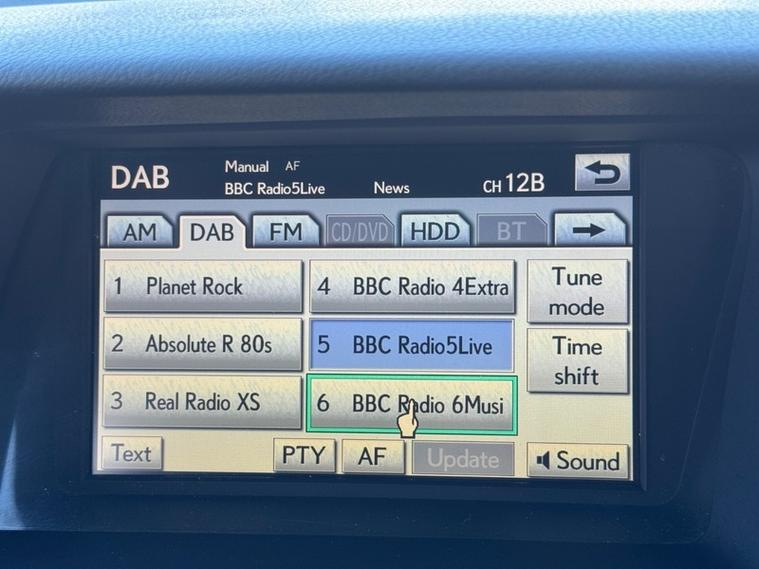 DAB Manual AF
BBC Radio5Live News CH 12B
AM DAB FM CD/DVD HDD BT
1 Planet Rock
4 BBC Radio 4Extra
Tune mode
2 Absolute R 80s
5 BBC Radio5Live
Time shift
3 Real Radio XS
6 BBC Radio 6Musi
Text PTY AF Update Sound